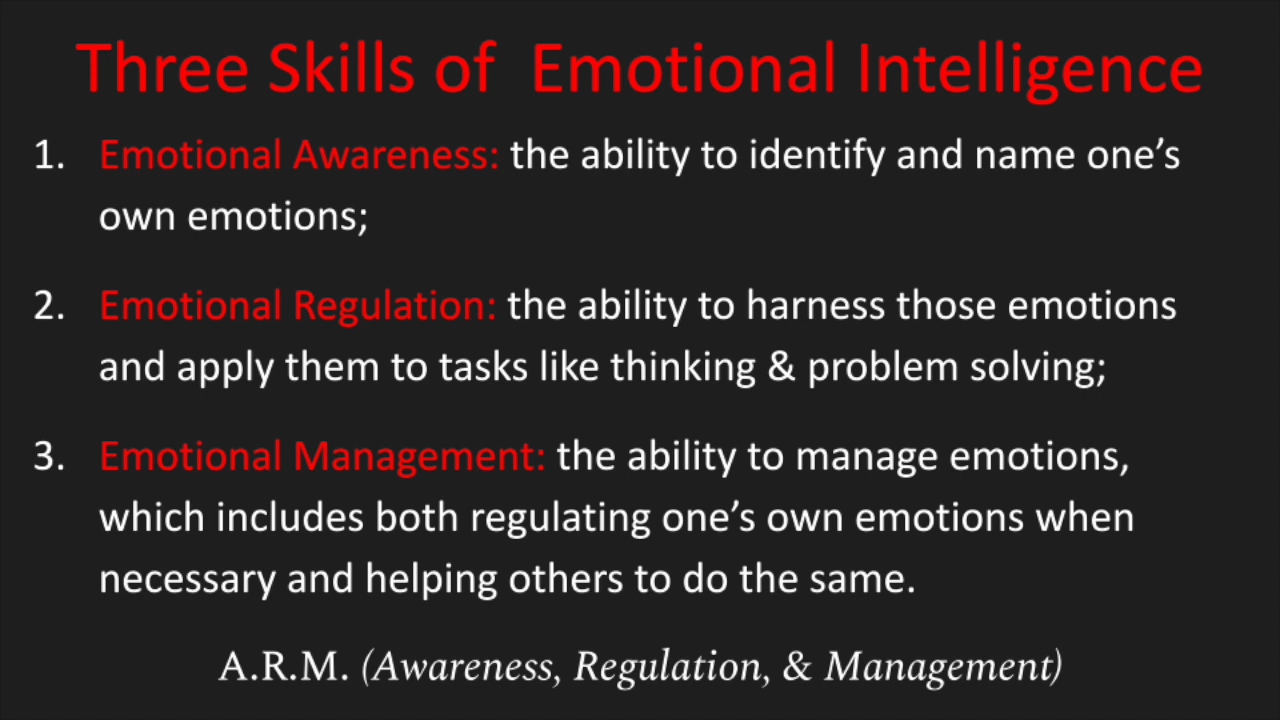 Three Skills of Emotional Intelligence
1. Emotional Awareness: the ability to identify and name one’s
own emotions;
2. Emotional Regulation: the ability to harness those emotions
and apply them to tasks like thinking & problem solving;
3. Emotional Management: the ability to manage emotions,
which includes both regulating one’s own emotions when
necessary and helping others to do the same.
A.R.M. (Awareness, Regulation, & Management)